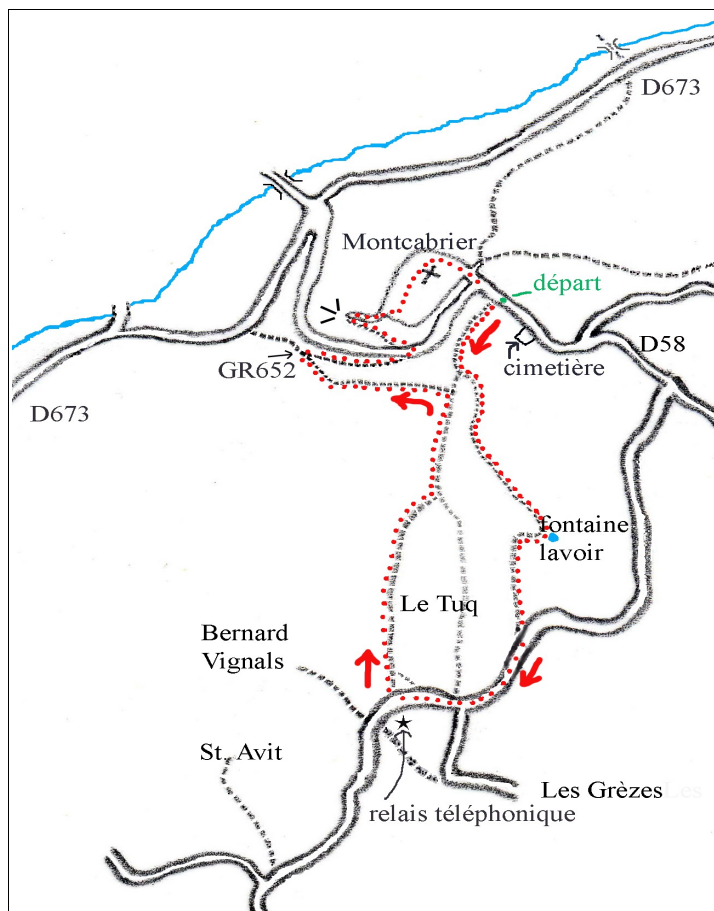 D673
Montcabrier
départ
D58
cimetière
GR652
D673
fontaine
lavoir
Le Tuq
Bernard
Vignals
St. Avit
Les Grèzes
relais téléphonique